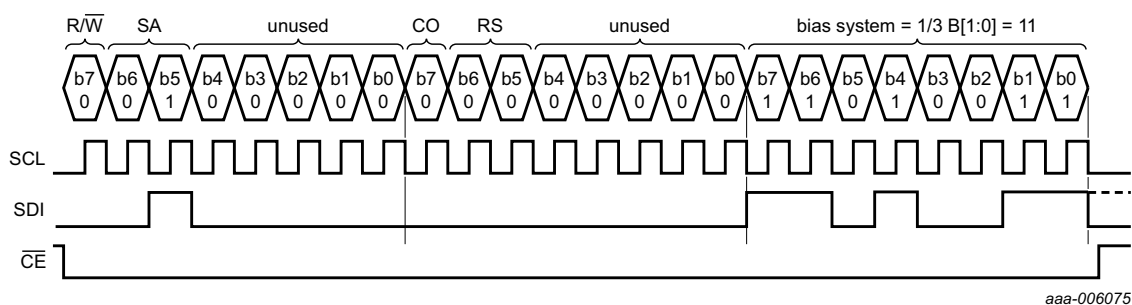 R/W SA unused CO RS unused bias system = 1/3 B[1:0] = 11
b7 b6 b5 b4 b3 b2 b1 b0 b7 b6 b5 b4 b3 b2 b1 b0 b7 b6 b5 b4 b3 b2 b1 b0
0 0 1 0 0 0 0 0 0 0 0 0 0 0 0 0 1 1 0 1 0 0 1 1
SCL
SDI
CE
aaa-006075